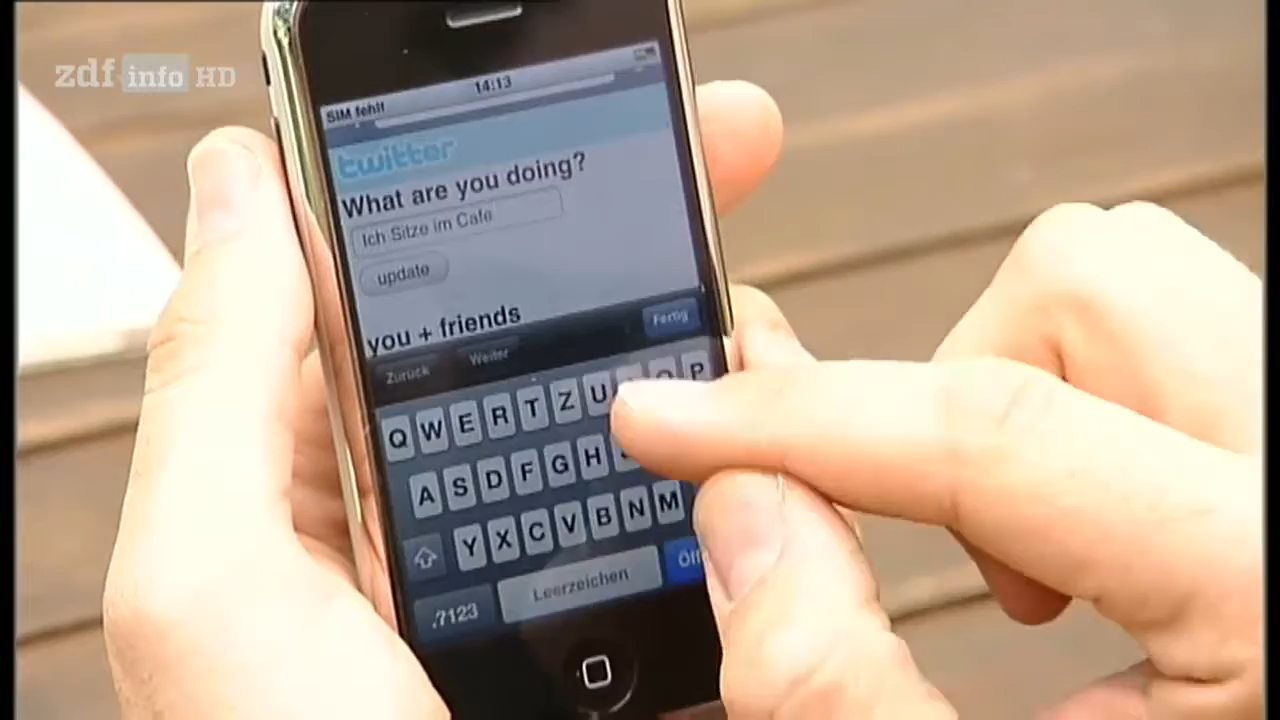 zdf info HD
SIM fehlt 14:13
twitter
What are you doing?
Ich Sitze im Cafe
update
you + friends
Zurück Weiter Fertig
Q W E R T Z U O P
A S D F G H
Y X C V B N M
.?123 Leerzeichen